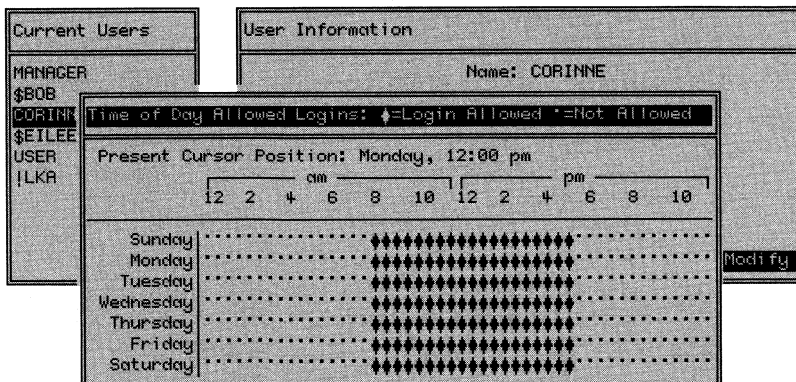 Current Users
User Information
MANAGER
Name: CORINNE
$BOB
CORINN
Time of Day Allowed Logins: ♦=Login Allowed ·=Not Allowed
$EILEE
USER
Present Cursor Position: Monday, 12:00 pm
|LKA
am pm
12 2 4 6 8 10 12 2 4 6 8 10
Sunday
Monday
Modify
Tuesday
Wednesday
Thursday
Friday
Saturday